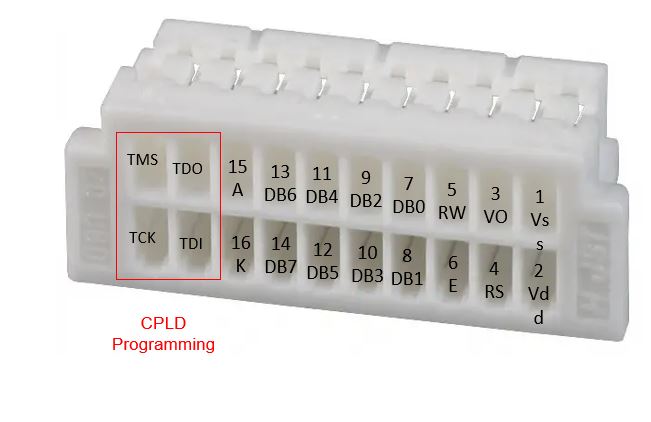 TMS
TDO
15
A
13
DB6
11
DB4
9
DB2
7
DB0
5
RW
3
VO
1
Vs
s
TCK
TDI
16
K
14
DB7
12
DB5
10
DB3
8
DB1
6
E
4
RS
2
Vd
d
CPLD
Programming